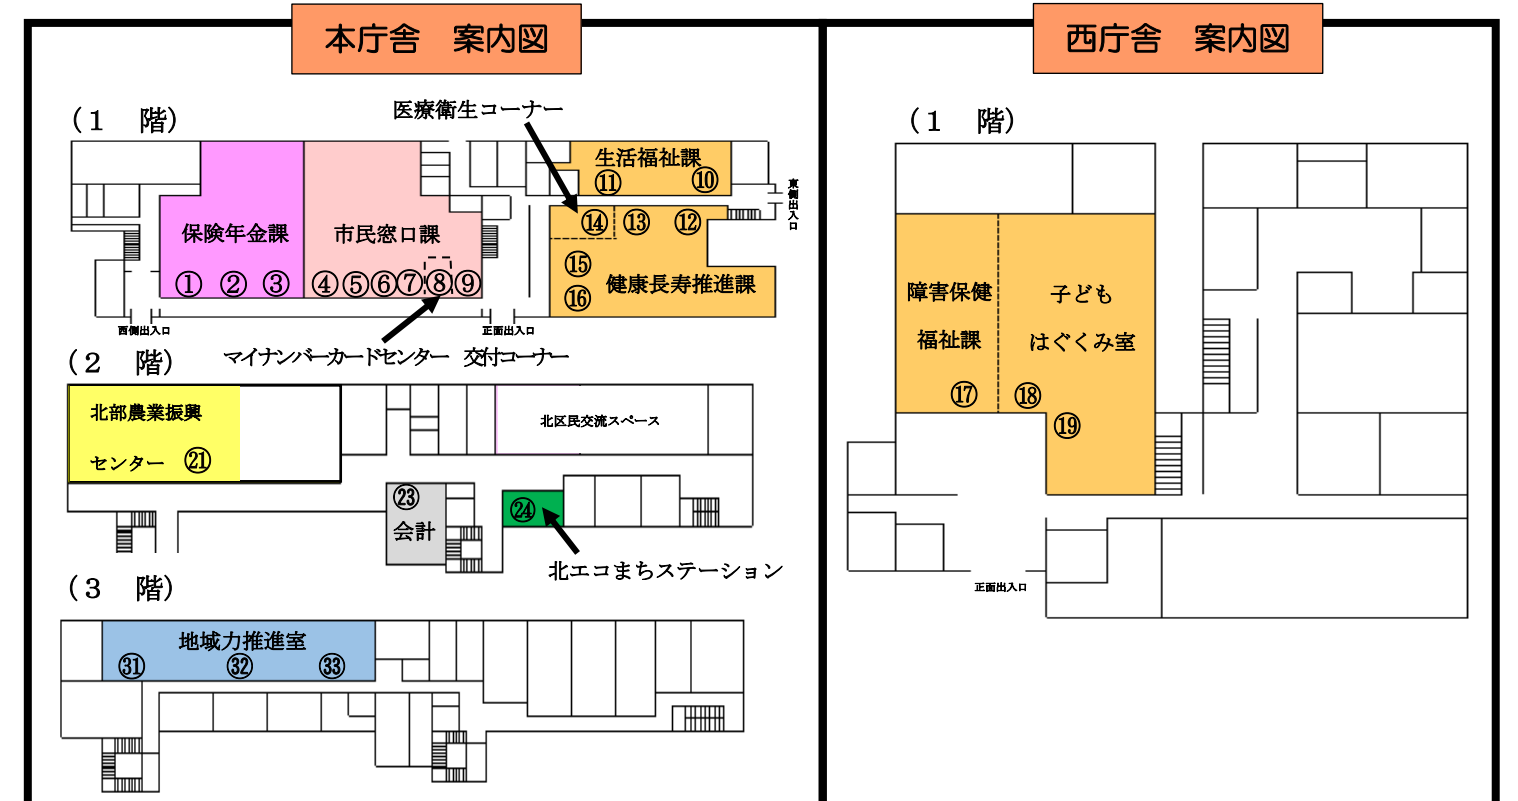 本庁舎　案内図
（１　階）
医療衛生コーナー
生活福祉課
⑪
⑩
東側出入口
⑭
⑬
⑫
保険年金課
市民窓口課
⑮
健康長寿推進課
①
②
③
④
⑤
⑥
⑦
⑧
⑨
⑯
西側出入口
正面出入口
マイナンバーカードセンター　交付コーナー
（２　階）
北部農業振興
センター　㉑
北区民交流スペース
㉓
会計
㉔
北エコまちステーション
（３　階）
地域力推進室
㉛
㉜
㉝
西庁舎　案内図
（１　階）
障害保健
福祉課
⑰
子ども
はぐくみ室
⑱
⑲
正面出入口